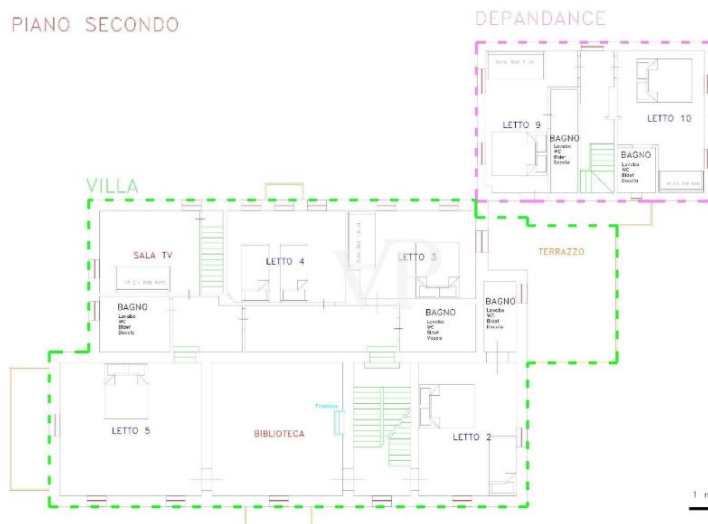 PIANO SECONDO
DEPANDANCE
LETTO 9
LETTO 10
BAGNO
Lavabo
WC
Bidet
Doccia
BAGNO
Lavabo
WC
Bidet
Doccia
VILLA
SALA TV
LETTO 4
LETTO 3
TERRAZZO
VP
BAGNO
Lavabo
WC
Bidet
Doccia
BAGNO
Lavabo
WC
Bidet
Vasca
BAGNO
Lavabo
WC
Bidet
Doccia
LETTO 5
BIBLIOTECA
LETTO 2
1 m